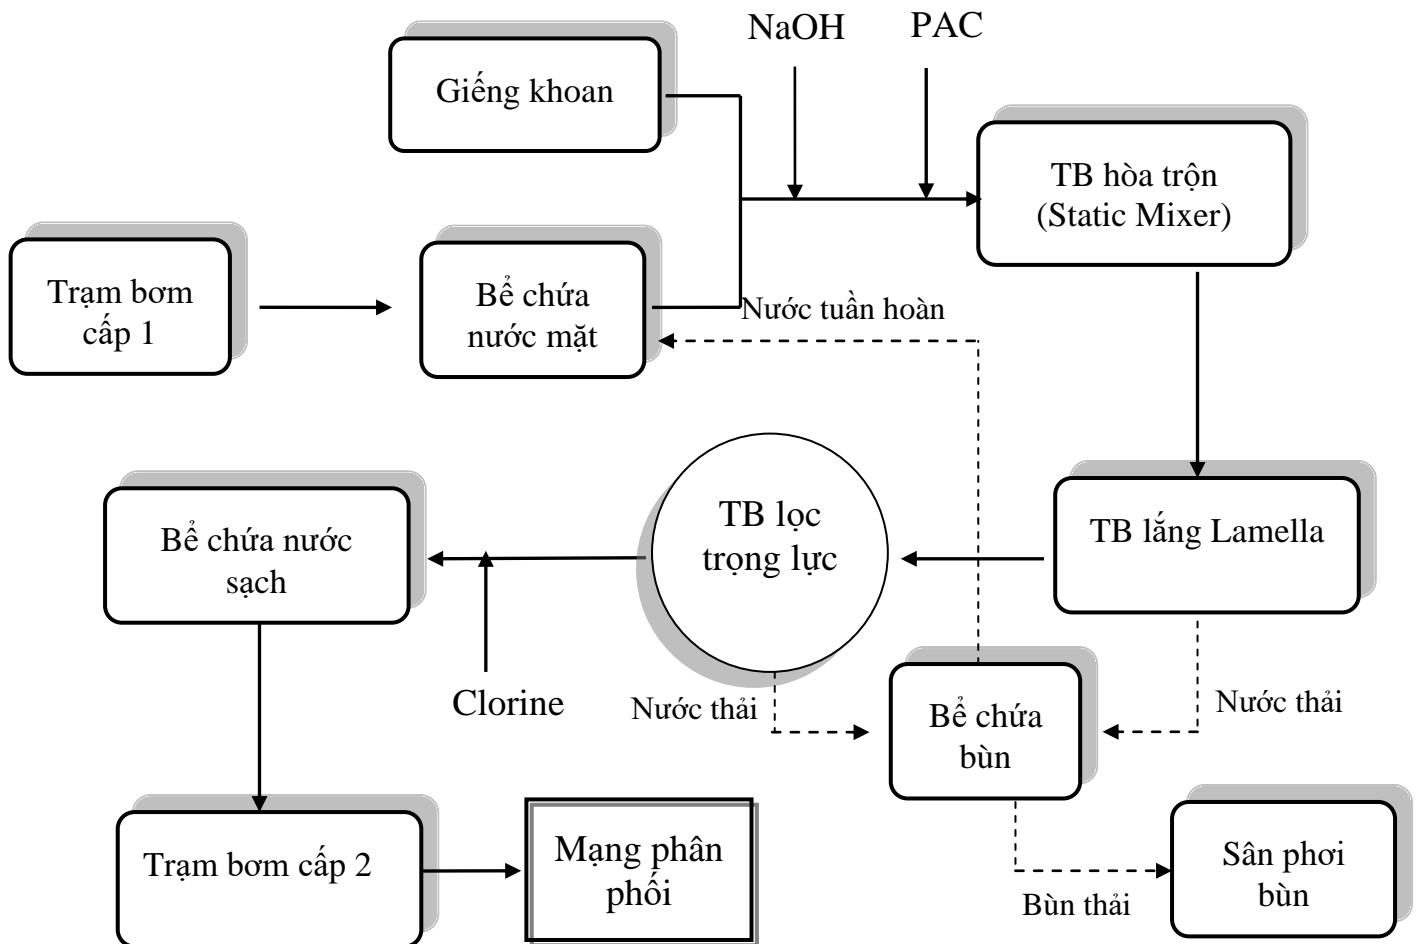 NaOH
PAC
Giếng khoan
TB hòa trộn
(Static Mixer)
Trạm bơm
cấp 1
Bể chứa
nước mặt
Nước tuần hoàn
Bể chứa nước
sạch
TB lọc
trọng lực
TB lắng Lamella
Clorine
Nước thải
Bể chứa
bùn
Nước thải
Trạm bơm cấp 2
Mạng phân
phối
Bùn thải
Sân phơi
bùn